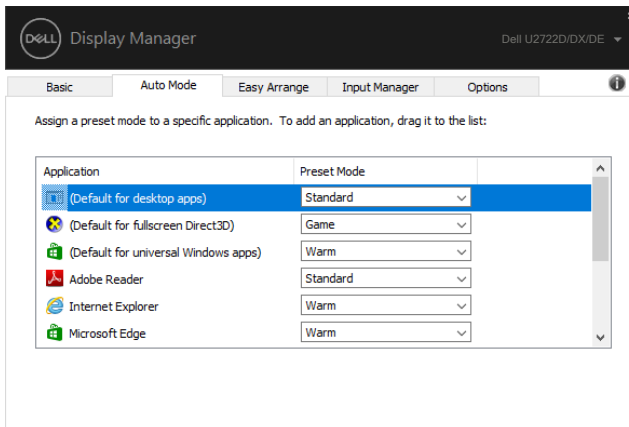 DELL Display Manager Dell U2722D/DX/DE
Basic Auto Mode Easy Arrange Input Manager Options i
Assign a preset mode to a specific application. To add an application, drag it to the list:
Application Preset Mode
(Default for desktop apps) Standard
(Default for fullscreen Direct3D) Game
(Default for universal Windows apps) Warm
Adobe Reader Standard
Internet Explorer Warm
Microsoft Edge Warm